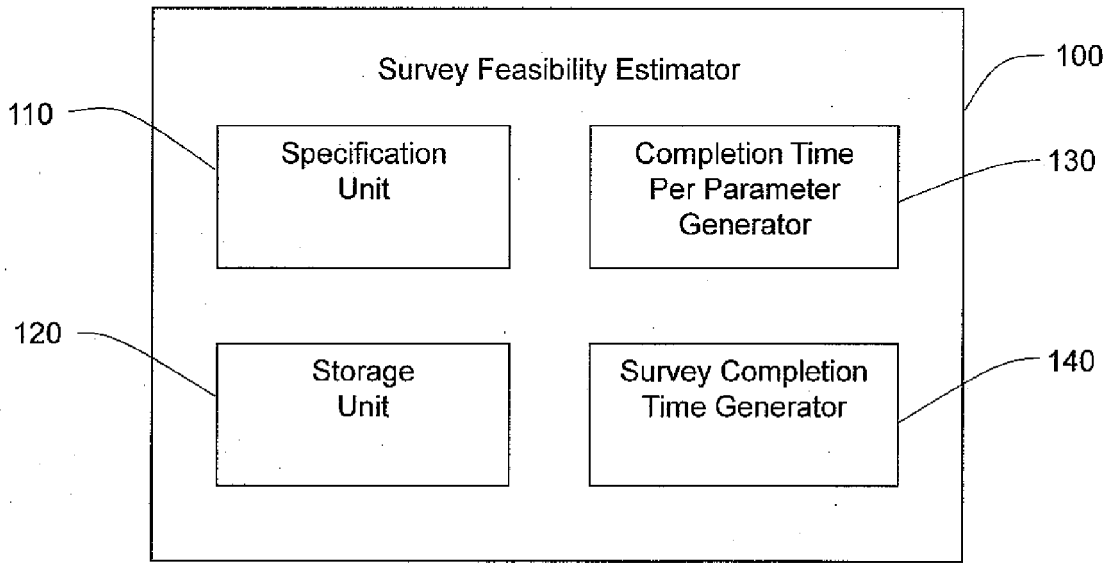 Survey Feasibility Estimator
100
110
Specification
Unit
Completion Time
Per Parameter
Generator
130
120
Storage
Unit
Survey Completion
Time Generator
140